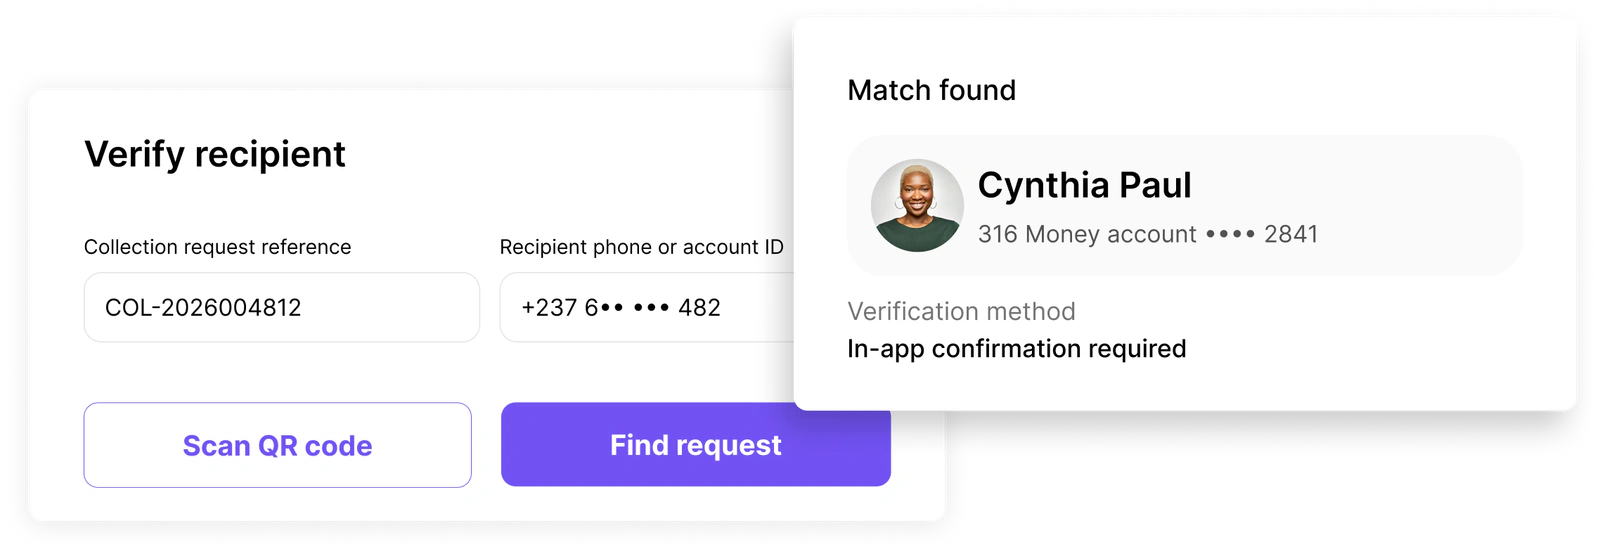 Verify recipient
Collection request reference
Recipient phone or account ID
COL-2026004812
+237 6•• ••• 482
Scan QR code
Find request
Match found
Cynthia Paul
316 Money account •••• 2841
Verification method
In-app confirmation required